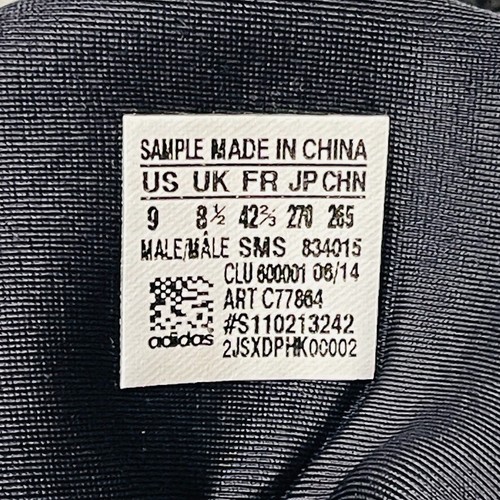 SAMPLE MADE IN CHINA
US UK FR JP CHN
9 8½ 42⅔ 270 265
MALE/MÂLE SMS 834015
CLU 600001 06/14
ART C77864
#S110213242
adidas
2JSXDPHK00002